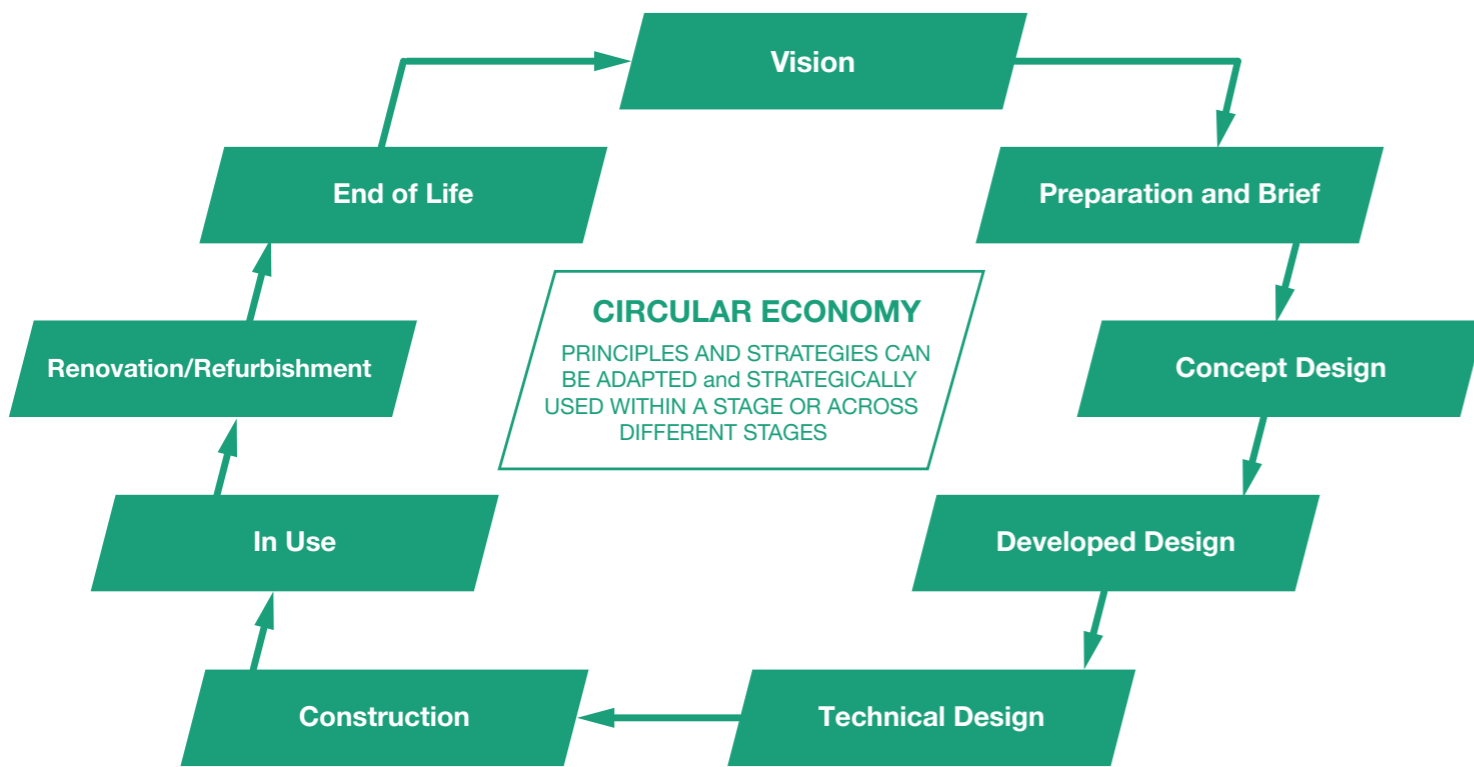 Vision
Preparation and Brief
Concept Design
Developed Design
Technical Design
Construction
In Use
Renovation/Refurbishment
End of Life
CIRCULAR ECONOMY
PRINCIPLES AND STRATEGIES CAN
BE ADAPTED and STRATEGICALLY
USED WITHIN A STAGE OR ACROSS
DIFFERENT STAGES